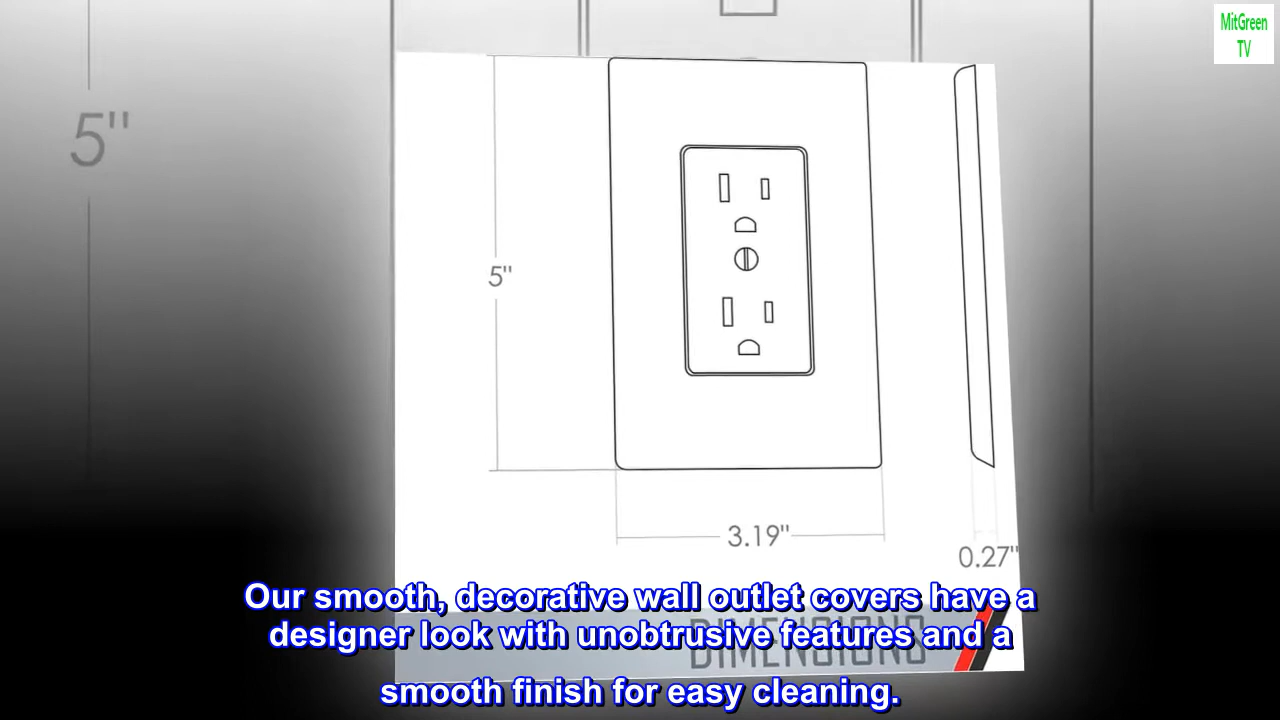 MitGreen
TV
5"
5"
3.19"
0.27"
Our smooth, decorative wall outlet covers have a
designer look with unobtrusive features and a
DIMENSIONS
smooth finish for easy cleaning.